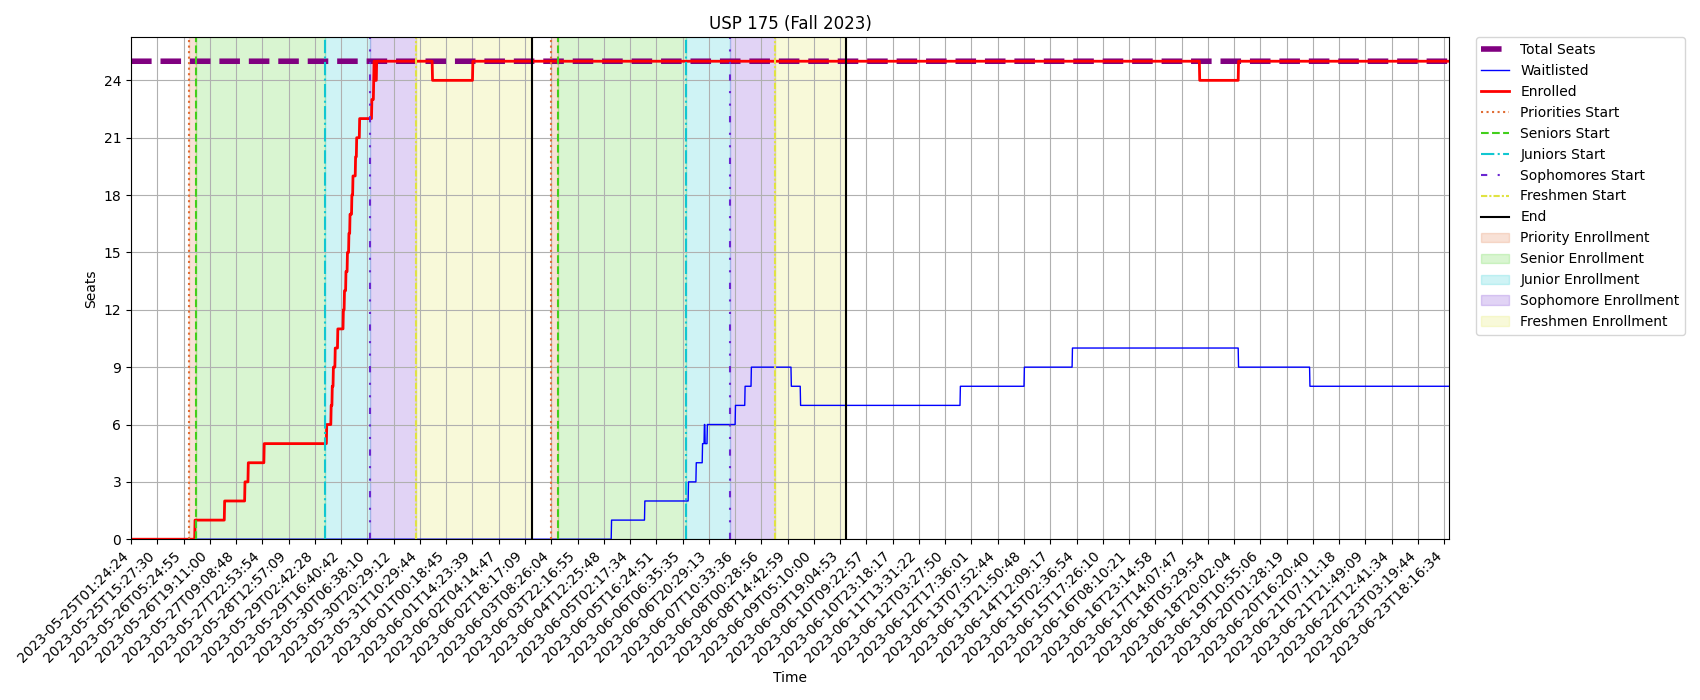 USP 175 (Fall 2023)
Seats
24
21
18
15
12
9
6
3
0
2023-05-25T01:24:24
2023-05-25T15:27:30
2023-05-26T05:24:55
2023-05-26T19:11:00
2023-05-27T09:08:48
2023-05-27T22:53:54
2023-05-28T12:57:09
2023-05-29T02:42:28
2023-05-29T16:40:42
2023-05-30T06:38:10
2023-05-30T20:29:12
2023-05-31T10:29:44
2023-06-01T00:18:45
2023-06-01T14:23:39
2023-06-02T04:14:47
2023-06-02T18:17:09
2023-06-03T08:26:04
2023-06-03T22:16:55
2023-06-04T12:25:48
2023-06-05T02:17:34
2023-06-05T16:24:51
2023-06-06T06:35:35
2023-06-06T20:29:13
2023-06-07T10:33:36
2023-06-08T00:28:56
2023-06-08T14:42:59
2023-06-09T05:10:00
2023-06-09T19:04:53
2023-06-10T09:22:57
2023-06-10T23:18:17
2023-06-11T13:31:22
2023-06-12T03:27:50
2023-06-12T17:36:01
2023-06-13T07:52:44
2023-06-13T21:50:48
2023-06-14T12:09:17
2023-06-15T02:36:54
2023-06-15T17:26:10
2023-06-16T08:10:21
2023-06-16T23:14:58
2023-06-17T14:07:47
2023-06-18T05:29:54
2023-06-18T20:02:04
2023-06-19T10:55:06
2023-06-20T01:28:19
2023-06-20T16:20:40
2023-06-21T07:11:18
2023-06-21T21:49:09
2023-06-22T12:41:34
2023-06-23T03:19:44
2023-06-23T18:16:34
Time
Total Seats
Waitlisted
Enrolled
Priorities Start
Seniors Start
Juniors Start
Sophomores Start
Freshmen Start
End
Priority Enrollment
Senior Enrollment
Junior Enrollment
Sophomore Enrollment
Freshmen Enrollment